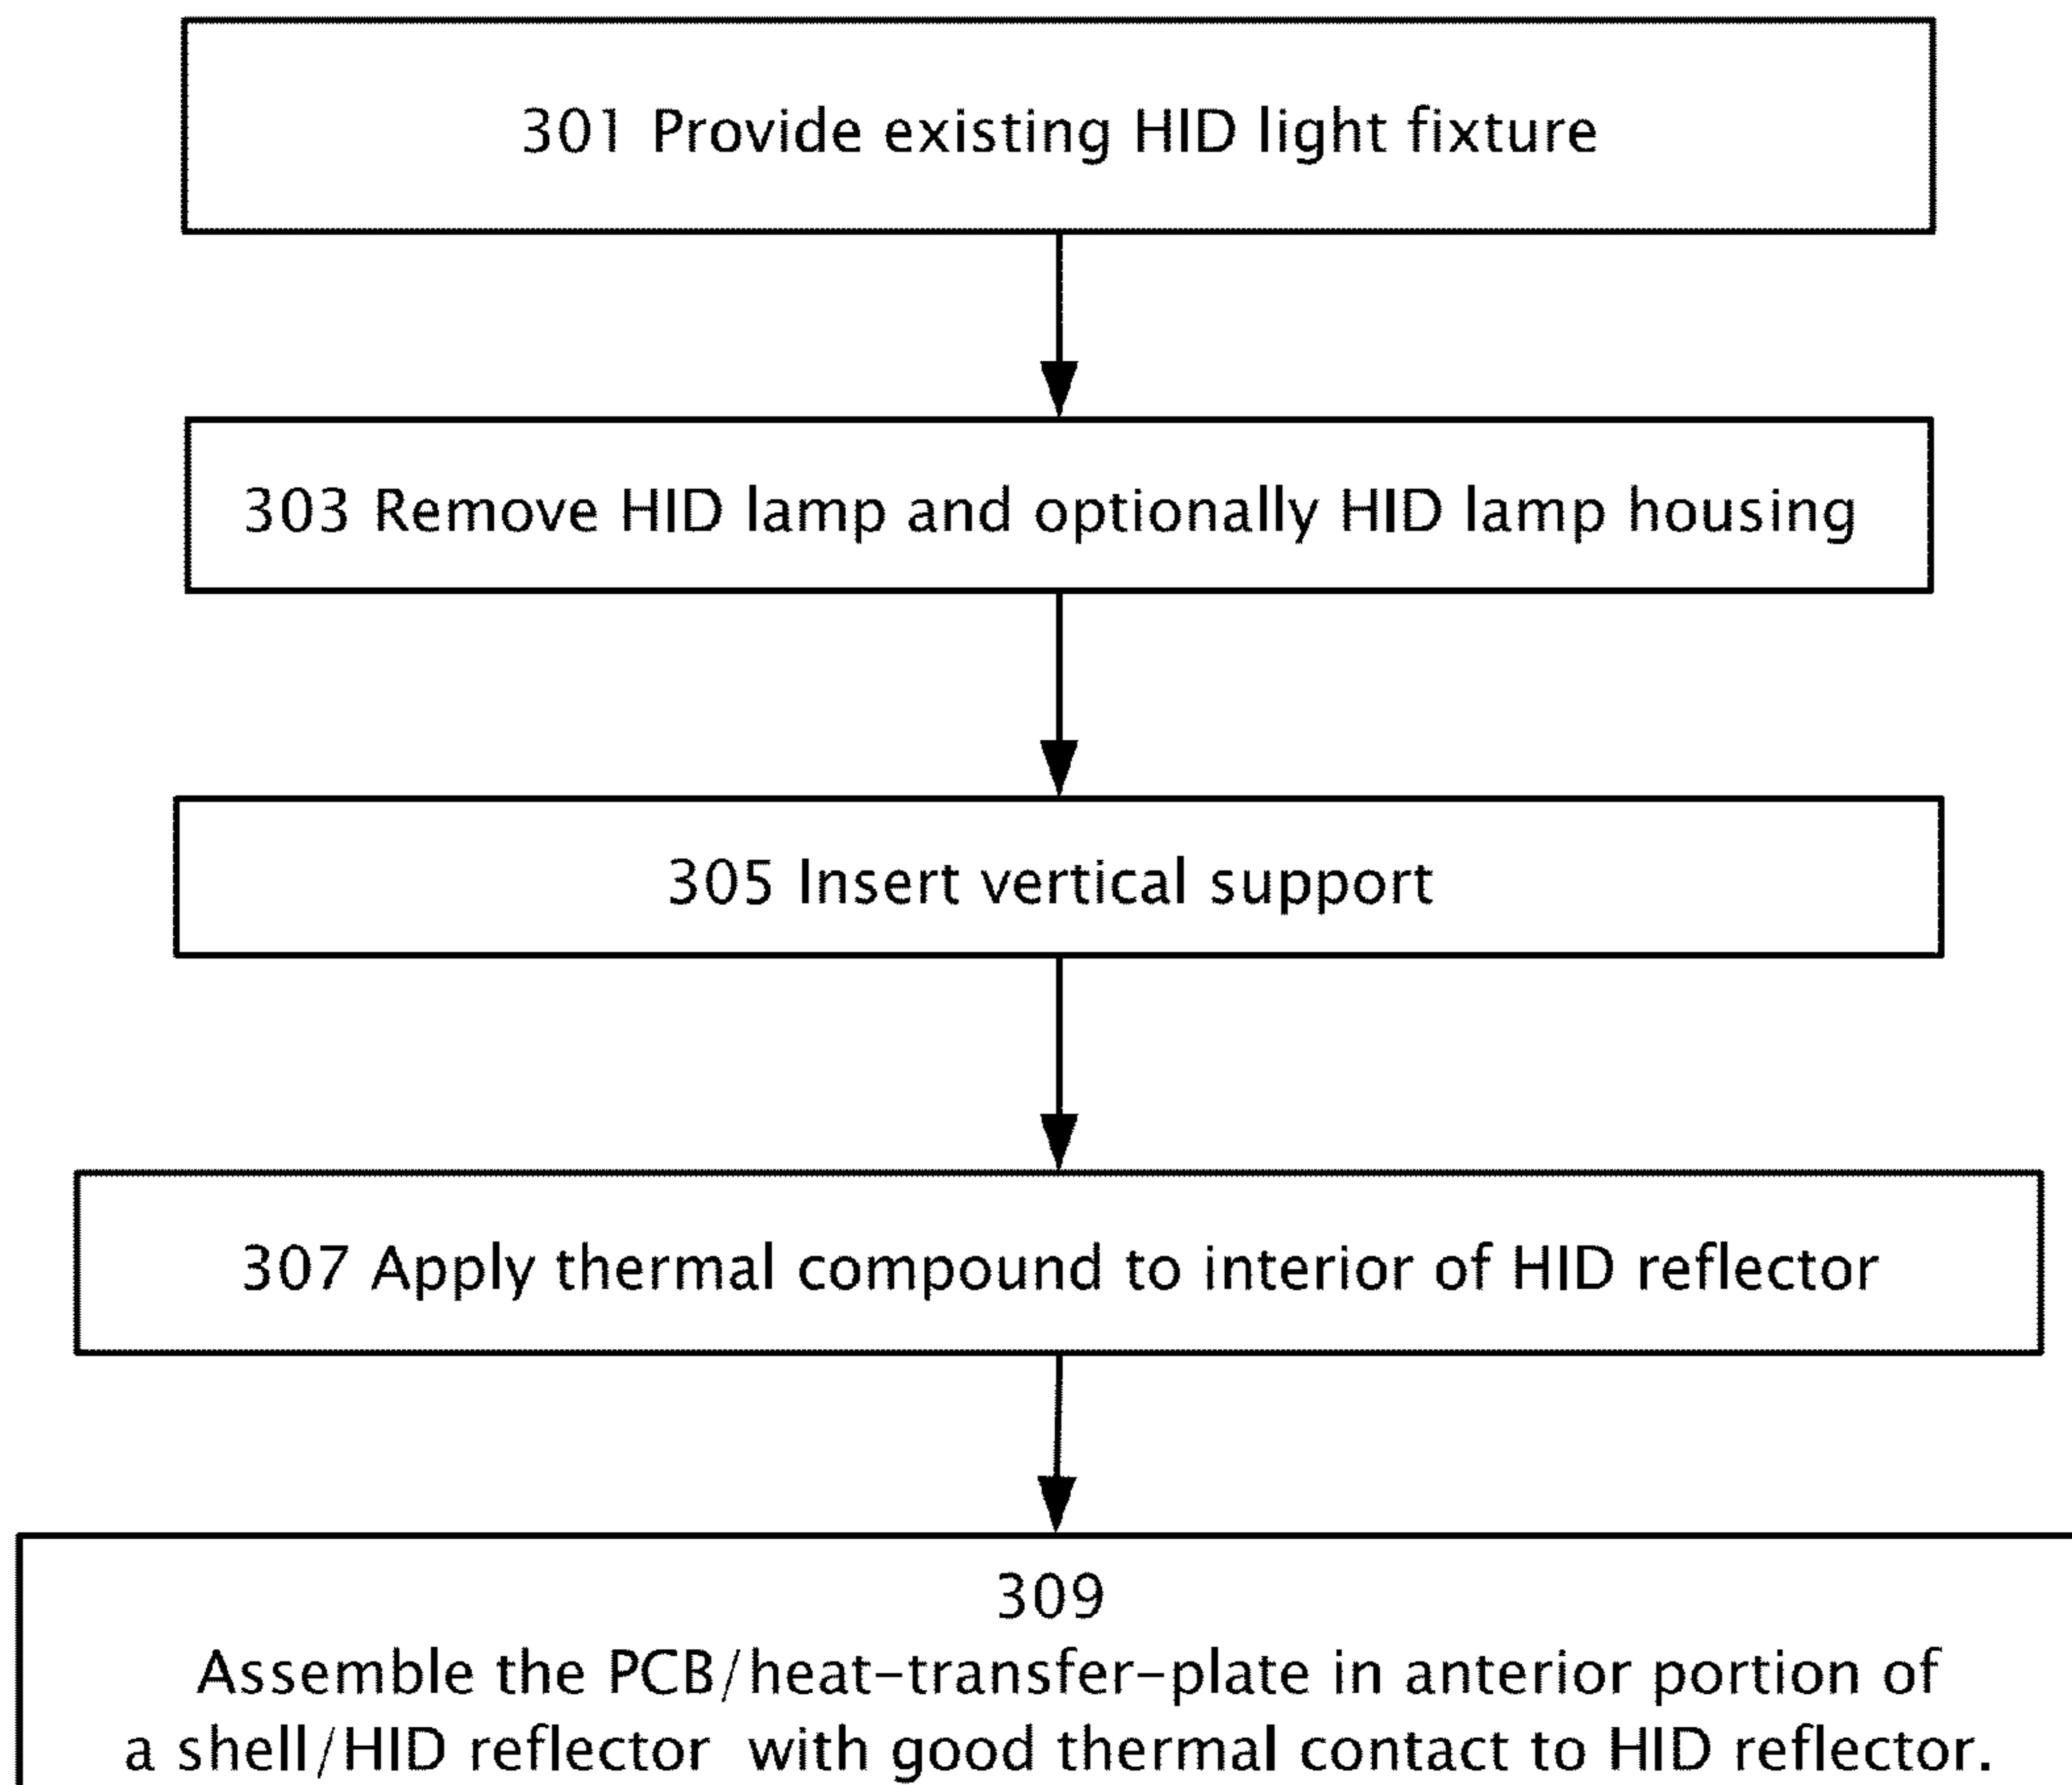 301 Provide existing HID light fixture
303 Remove HID lamp and optionally HID lamp housing
305 Insert vertical support
307 Apply thermal compound to interior of HID reflector
309
Assemble the PCB/heat-transfer-plate in anterior portion of
a shell/HID reflector with good thermal contact to HID reflector.